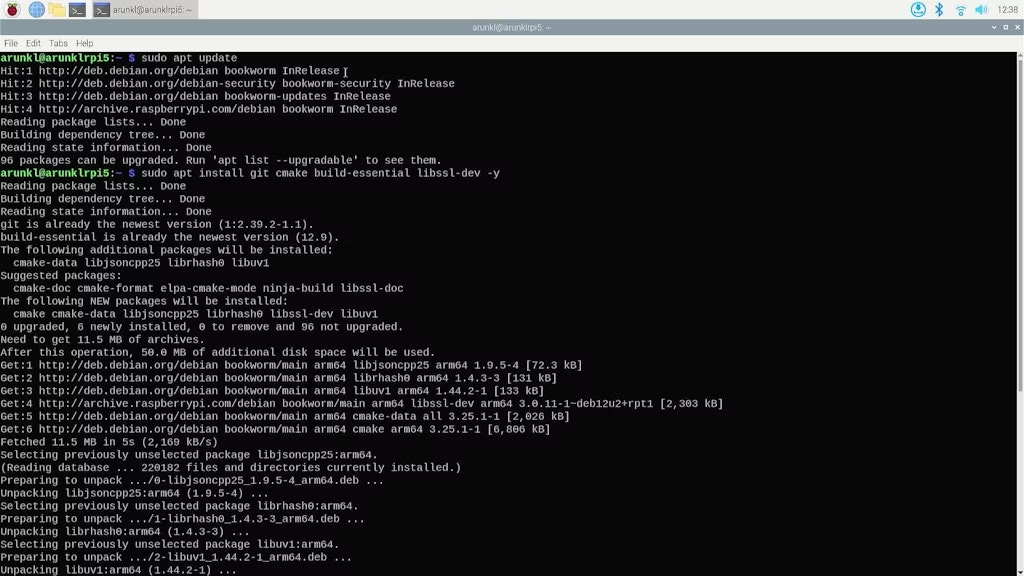 arunkl@arunklrpi5: ~
12:38
arunkl@arunklrpi5: ~
File Edit Tabs Help
arunkl@arunklrpi5:~ $ sudo apt update
Hit:1 http://deb.debian.org/debian bookworm InRelease
Hit:2 http://deb.debian.org/debian-security bookworm-security InRelease
Hit:3 http://deb.debian.org/debian bookworm-updates InRelease
Hit:4 http://archive.raspberrypi.com/debian bookworm InRelease
Reading package lists... Done
Building dependency tree... Done
Reading state information... Done
96 packages can be upgraded. Run 'apt list --upgradable' to see them.
arunkl@arunklrpi5:~ $ sudo apt install git cmake build-essential libssl-dev -y
Reading package lists... Done
Building dependency tree... Done
Reading state information... Done
git is already the newest version (1:2.39.2-1.1).
build-essential is already the newest version (12.9).
The following additional packages will be installed:
  cmake-data libjsoncpp25 librhash0 libuv1
Suggested packages:
  cmake-doc cmake-format elpa-cmake-mode ninja-build libssl-doc
The following NEW packages will be installed:
  cmake cmake-data libjsoncpp25 librhash0 libssl-dev libuv1
0 upgraded, 6 newly installed, 0 to remove and 96 not upgraded.
Need to get 11.5 MB of archives.
After this operation, 50.0 MB of additional disk space will be used.
Get:1 http://deb.debian.org/debian bookworm/main arm64 libjsoncpp25 arm64 1.9.5-4 [72.3 kB]
Get:2 http://deb.debian.org/debian bookworm/main arm64 librhash0 arm64 1.4.3-3 [131 kB]
Get:3 http://deb.debian.org/debian bookworm/main arm64 libuv1 arm64 1.44.2-1 [133 kB]
Get:4 http://archive.raspberrypi.com/debian bookworm/main arm64 libssl-dev arm64 3.0.11-1~deb12u2+rpt1 [2,303 kB]
Get:5 http://deb.debian.org/debian bookworm/main arm64 cmake-data all 3.25.1-1 [2,026 kB]
Get:6 http://deb.debian.org/debian bookworm/main arm64 cmake arm64 3.25.1-1 [6,806 kB]
Fetched 11.5 MB in 5s (2,169 kB/s)
Selecting previously unselected package libjsoncpp25:arm64.
(Reading database ... 220182 files and directories currently installed.)
Preparing to unpack .../0-libjsoncpp25_1.9.5-4_arm64.deb ...
Unpacking libjsoncpp25:arm64 (1.9.5-4) ...
Selecting previously unselected package librhash0:arm64.
Preparing to unpack .../1-librhash0_1.4.3-3_arm64.deb ...
Unpacking librhash0:arm64 (1.4.3-3) ...
Selecting previously unselected package libuv1:arm64.
Preparing to unpack .../2-libuv1_1.44.2-1_arm64.deb ...
Unpacking libuv1:arm64 (1.44.2-1) ...